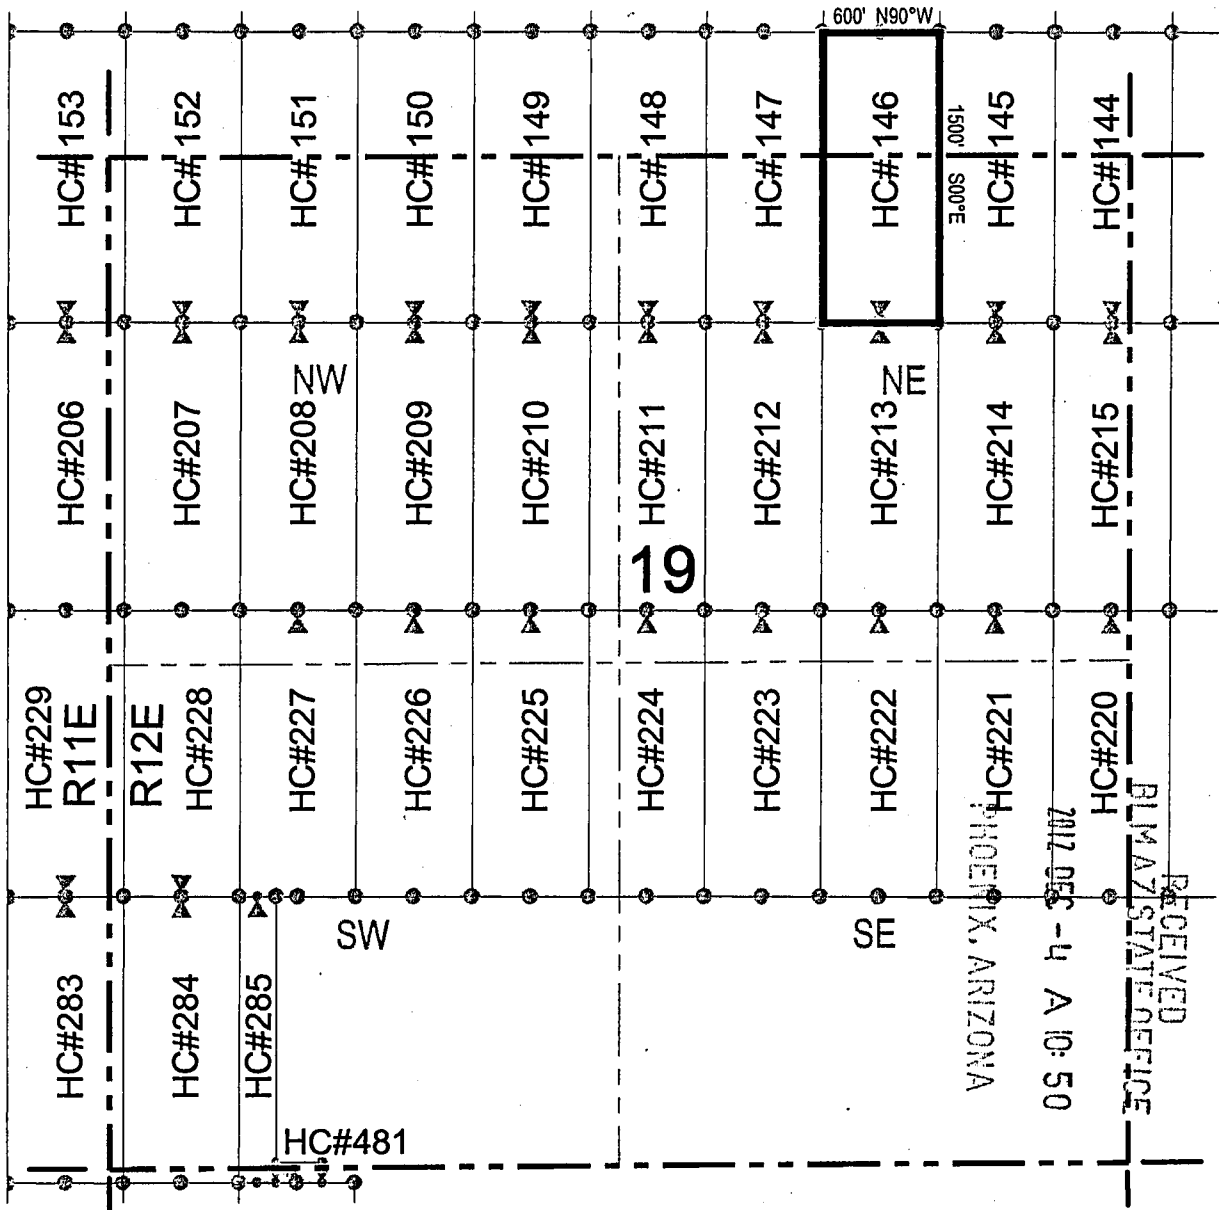 600' N90°W
HC# 153
HC# 152
HC# 151
HC# 150
HC# 149
HC# 148
HC# 147
HC# 146
1500' S00°E
HC# 145
HC# 144
NW
NE
HC#206
HC#207
HC#208
HC#209
HC#210
HC#211
HC#212
HC#213
HC#214
HC#215
19
HC#229
R11E
R12E
HC#228
HC#227
HC#226
HC#225
HC#224
HC#223
HC#222
HC#221
HC#220
SW
SE
HC#283
HC#284
HC#285
HC#481
RECEIVED
BLM AZ STATE OFFICE
2012 DEC -4 A 10:50
PHOENIX, ARIZONA